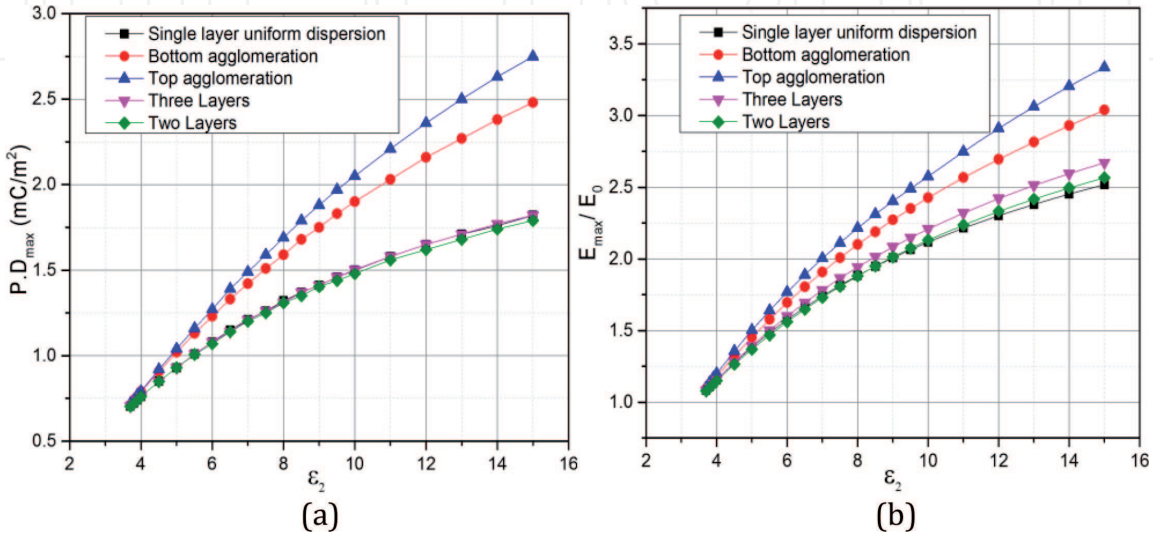 Single layer uniform dispersion
Bottom agglomeration
Top agglomeration
Three Layers
Two Layers
P.D_max (mC/m²)
3.0
2.5
2.0
1.5
1.0
0.5
2 4 6 8 10 12 14 16
ε₂
(a)
Single layer uniform dispersion
Bottom agglomeration
Top agglomeration
Three Layers
Two Layers
E_max/ E₀
3.5
3.0
2.5
2.0
1.5
1.0
2 4 6 8 10 12 14 16
ε₂
(b)